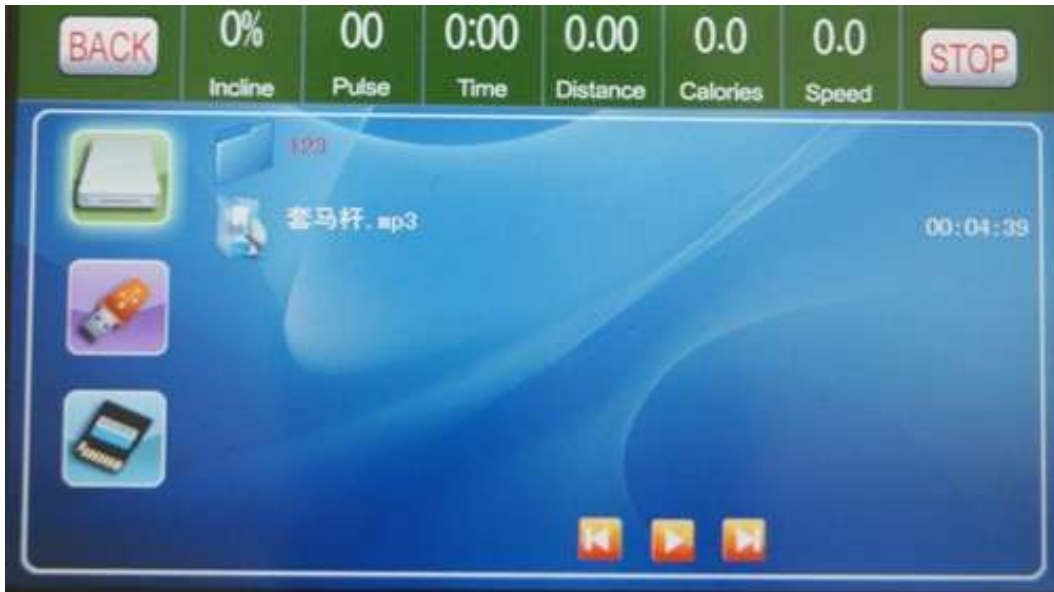 BACK 0% 00 0:00 0.00 0.0 0.0 STOP
Incline Pulse Time Distance Calories Speed
123
套马杆.mp3 00:04:39